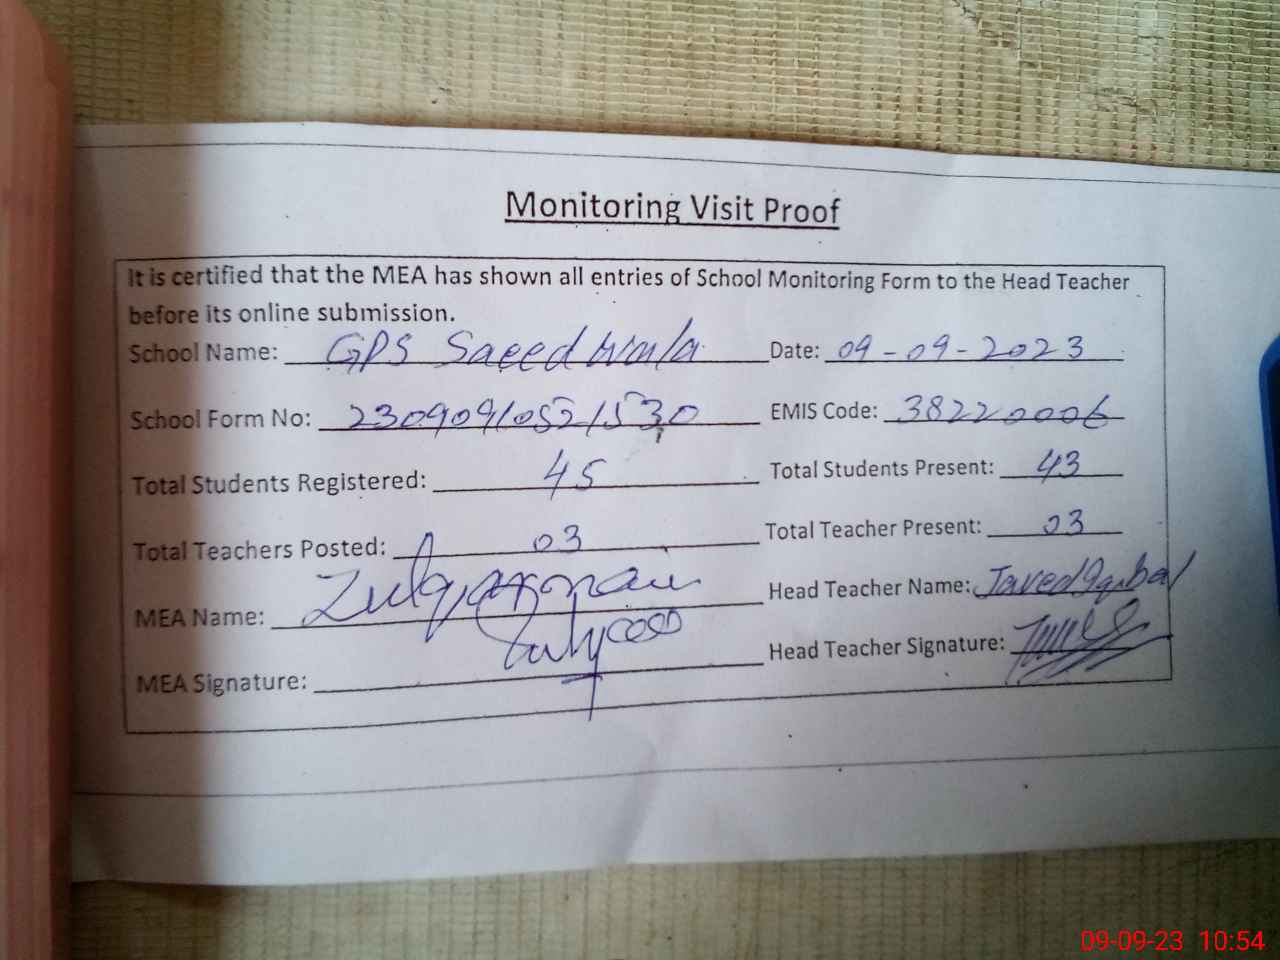 Monitoring Visit Proof
It is certified that the MEA has shown all entries of School Monitoring Form to the Head Teacher
before its online submission.
School Name: GPS Saeed wala Date: 09-09-2023
School Form No: 23090910521530 EMIS Code: 38220006
Total Students Registered: 45 Total Students Present: 43
Total Teachers Posted: 03 Total Teacher Present: 03
MEA Name: Zulqarnain Head Teacher Name: Javed Iqbal
MEA Signature: Head Teacher Signature:
09-09-23 10:54